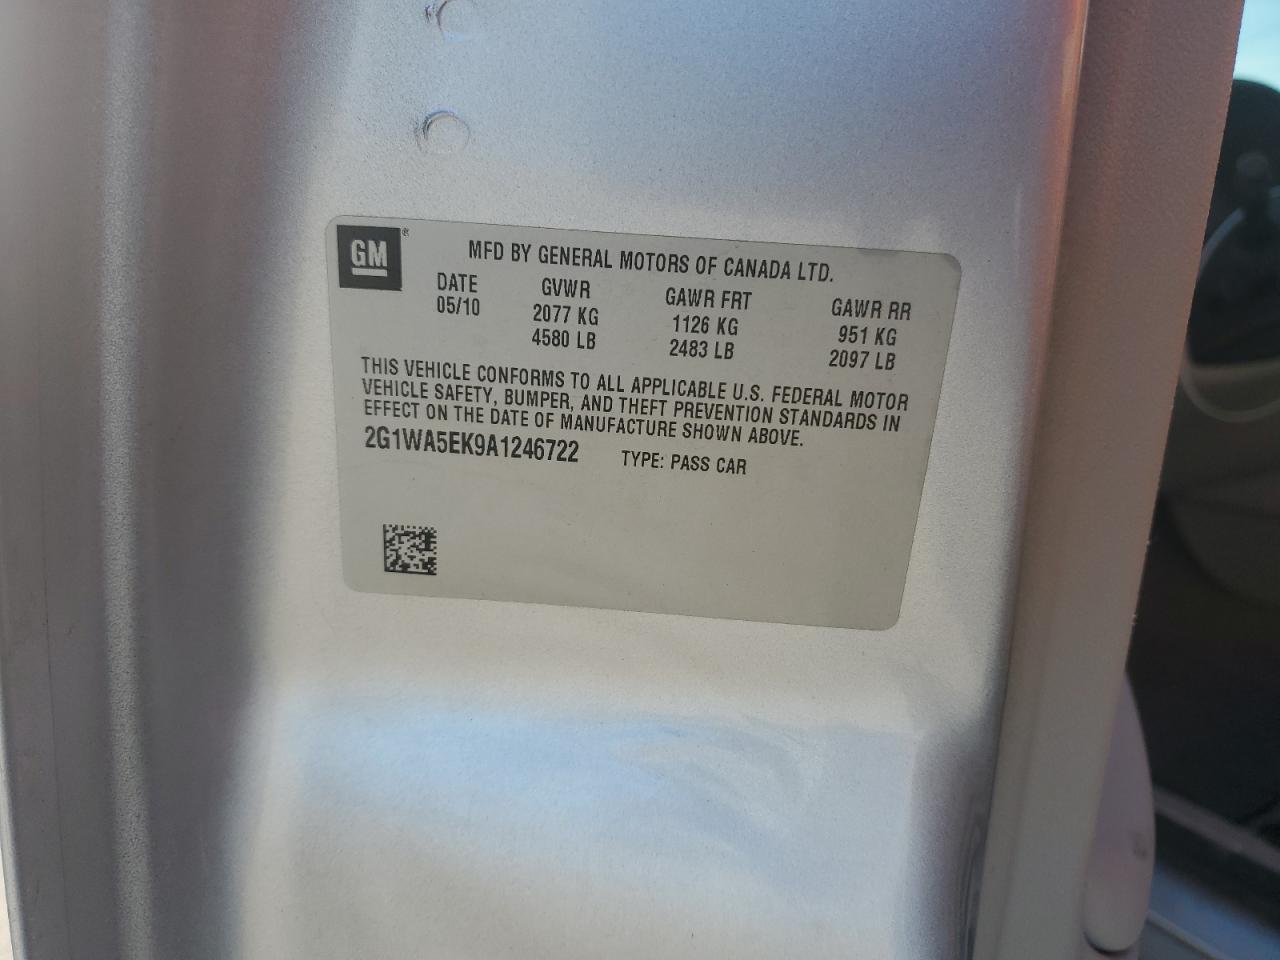 GM®
MFD BY GENERAL MOTORS OF CANADA LTD.
DATE GVWR GAWR FRT GAWR RR
05/10 2077 KG 1126 KG 951 KG
4580 LB 2483 LB 2097 LB
THIS VEHICLE CONFORMS TO ALL APPLICABLE U.S. FEDERAL MOTOR
VEHICLE SAFETY, BUMPER, AND THEFT PREVENTION STANDARDS IN
EFFECT ON THE DATE OF MANUFACTURE SHOWN ABOVE.
2G1WA5EK9A1246722 TYPE: PASS CAR